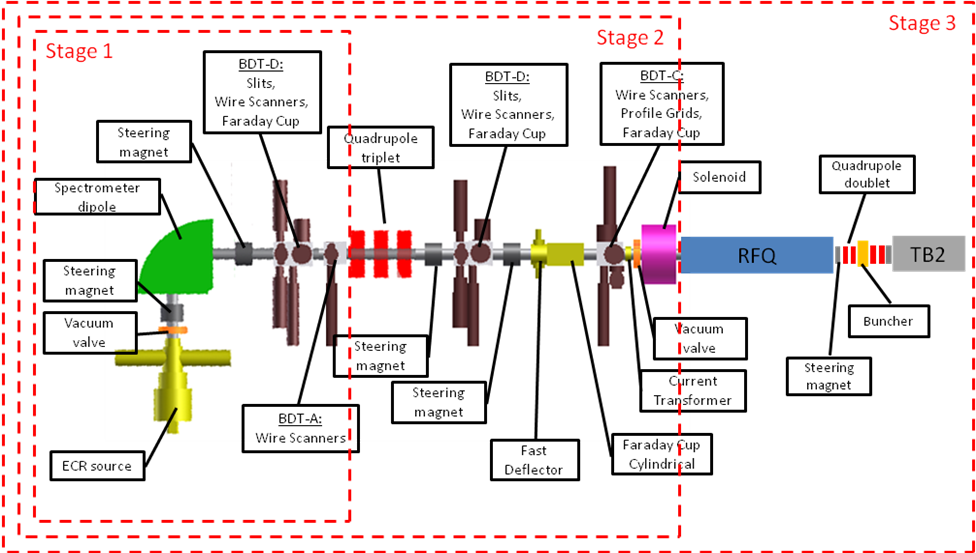 Stage 1
Stage 2
Stage 3
BDT-D:
Slits,
Wire Scanners,
Faraday Cup
BDT-D:
Slits,
Wire Scanners,
Faraday Cup
BDT-C:
Wire Scanners,
Profile Grids,
Faraday Cup
Steering
magnet
Quadrupole
triplet
Solenoid
Quadrupole
doublet
Spectrometer
dipole
RFQ
TB2
Steering
magnet
Vacuum
valve
Buncher
Vacuum
valve
Steering
magnet
Steering
magnet
Steering
magnet
Current
Transformer
BDT-A:
Wire Scanners
ECR source
Fast
Deflector
Faraday Cup
Cylindrical